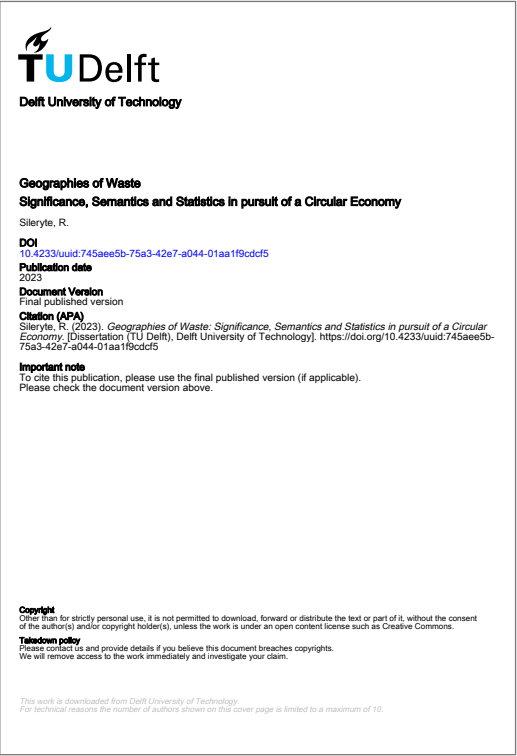 TUDelft
Delft University of Technology
Geographies of Waste
Significance, Semantics and Statistics in pursuit of a Circular Economy
Sileryte, R.
DOI
10.4233/uuid:745aee5b-75a3-42e7-a044-01aa1f9cdcf5
Publication date
2023
Document Version
Final published version
Citation (APA)
Sileryte, R. (2023). Geographies of Waste: Significance, Semantics and Statistics in pursuit of a Circular
Economy. [Dissertation (TU Delft), Delft University of Technology]. https://doi.org/10.4233/uuid:745aee5b-
75a3-42e7-a044-01aa1f9cdcf5
Important note
To cite this publication, please use the final published version (if applicable).
Please check the document version above.
Copyright
Other than for strictly personal use, it is not permitted to download, forward or distribute the text or part of it, without the consent
of the author(s) and/or copyright holder(s), unless the work is under an open content license such as Creative Commons.
Takedown policy
Please contact us and provide details if you believe this document breaches copyrights.
We will remove access to the work immediately and investigate your claim.
This work is downloaded from Delft University of Technology.
For technical reasons the number of authors shown on this cover page is limited to a maximum of 10.